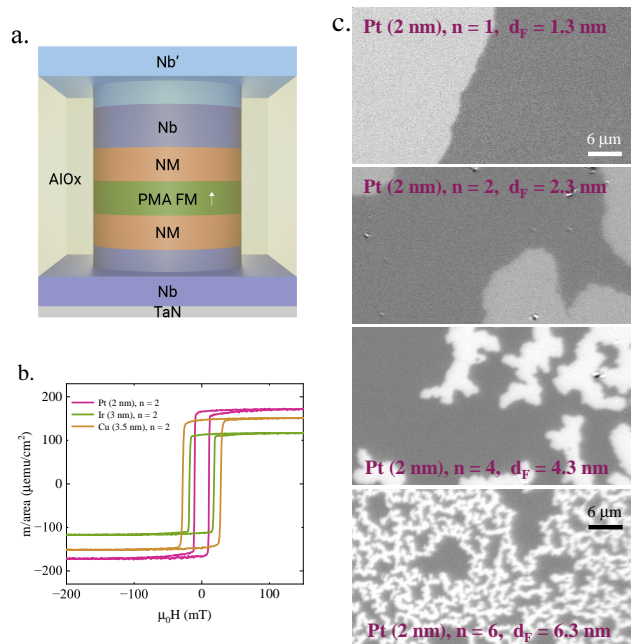 a.
Nb′
Nb
NM
AlOx
PMA FM ↑
NM
Nb
TaN
b.
200
100
0
−100
−200
m/area (μemu/cm²)
Pt (2 nm), n = 2
Ir (3 nm), n = 2
Cu (3.5 nm), n = 2
−200
−100
0
100
μ₀H (mT)
c.
Pt (2 nm), n = 1, d_F = 1.3 nm
6 μm
Pt (2 nm), n = 2, d_F = 2.3 nm
Pt (2 nm), n = 4, d_F = 4.3 nm
6 μm
Pt (2 nm), n = 6, d_F = 6.3 nm